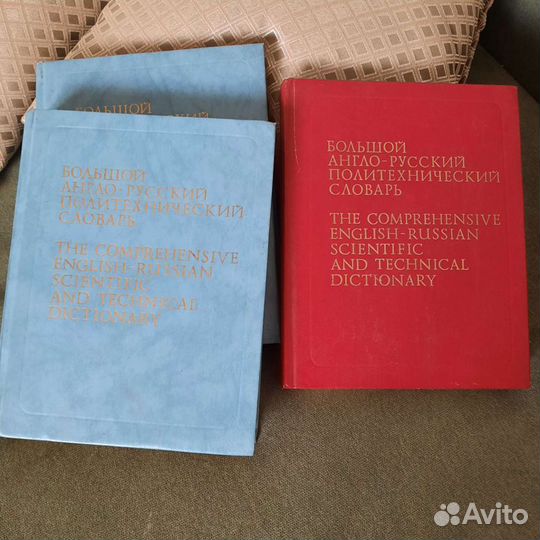 БОЛЬШОЙ
БОЛЬШОЙ
АНГЛО-РУССКИЙ
ПОЛИТЕХНИЧЕСКИЙ
СЛОВАРЬ
THE COMPREHENSIVE
ENGLISH-RUSSIAN
SCIENTIFIC
AND TECHNICAL
DICTIONARY
БОЛЬШОЙ
АНГЛО-РУССКИЙ
ПОЛИТЕХНИЧЕСКИЙ
СЛОВАРЬ
THE COMPREHENSIVE
ENGLISH-RUSSIAN
SCIENTIFIC
AND TECHNICAL
DICTIONARY
Avito